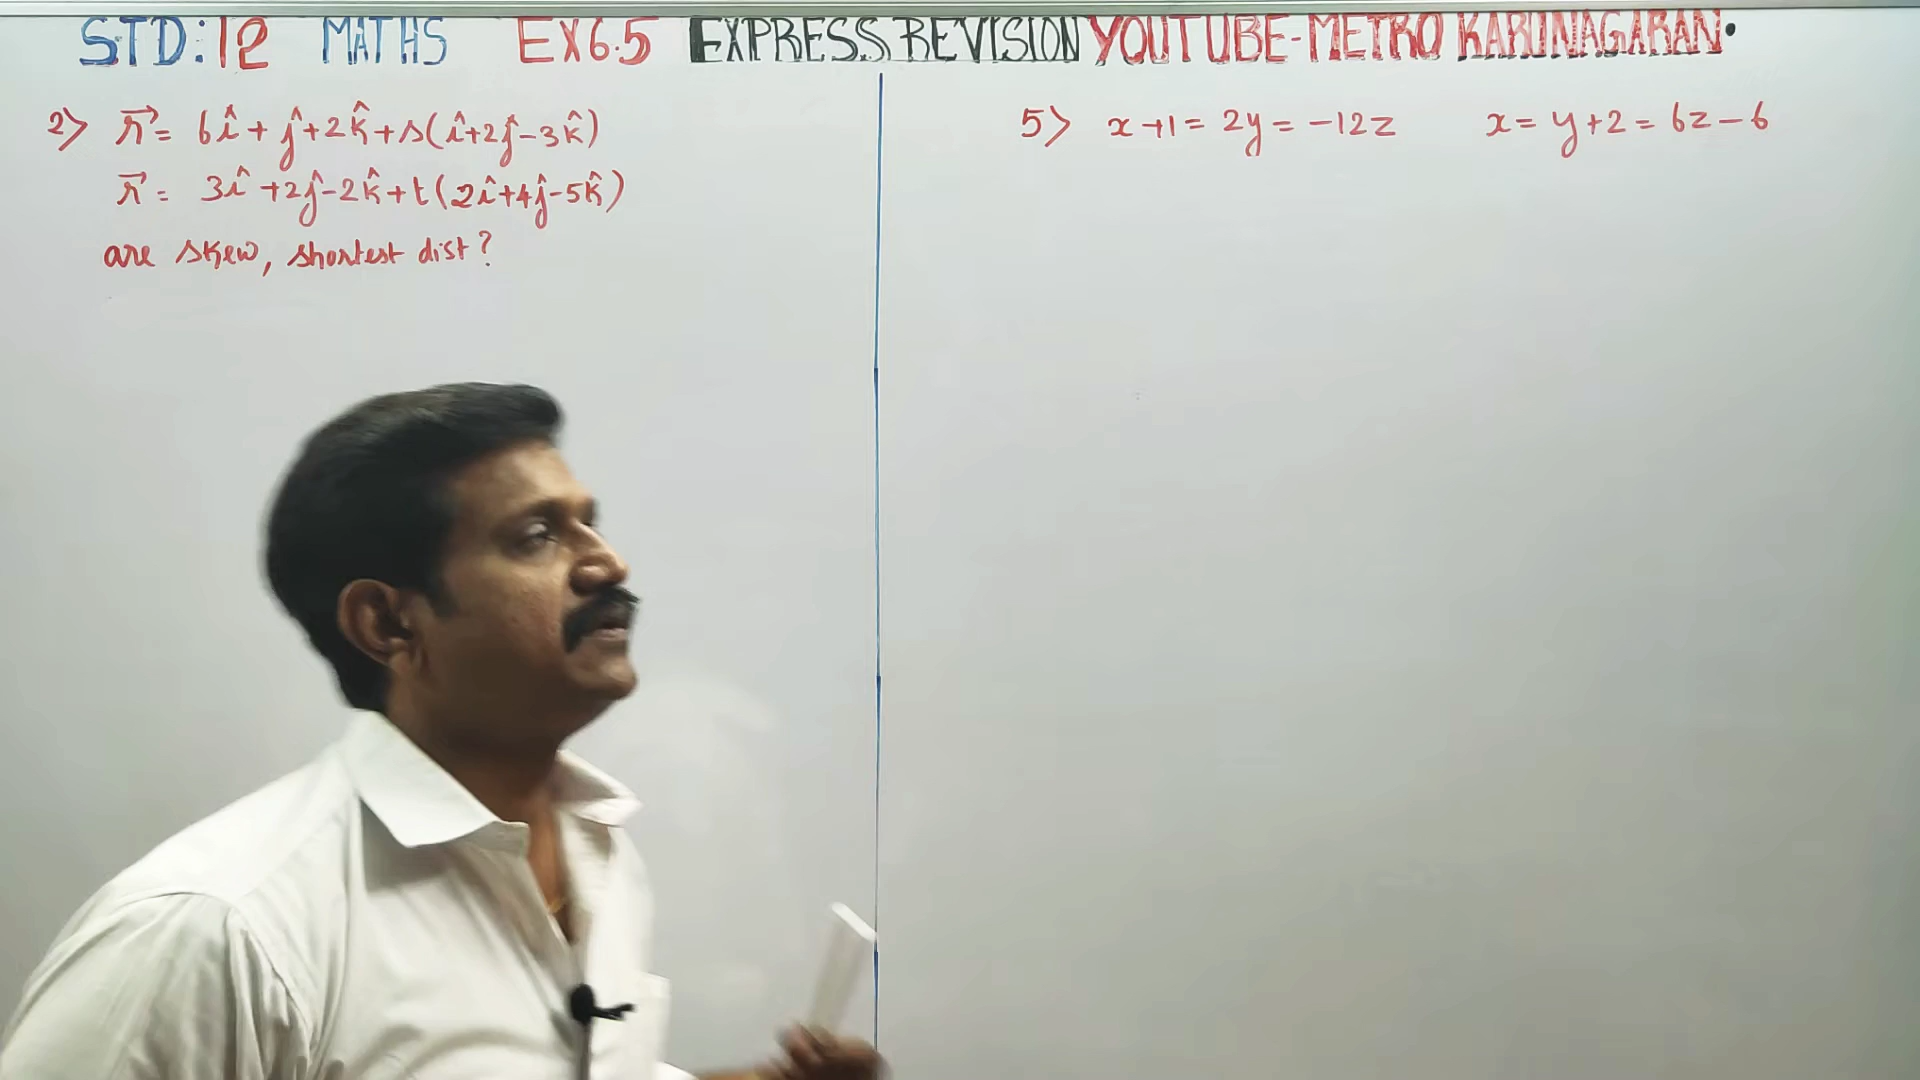 STD:12 MATHS EX6.5 EXPRESS REVISION YOUTUBE-METRO KARUNAGARAN.
2) r⃗ = 6î + ĵ + 2k̂ + s(î+2ĵ-3k̂)
r⃗ = 3î + 2ĵ - 2k̂ + t(2î+4ĵ-5k̂)
are skew, shortest dist?
5) x+1 = 2y = -12z x = y+2 = 6z-6